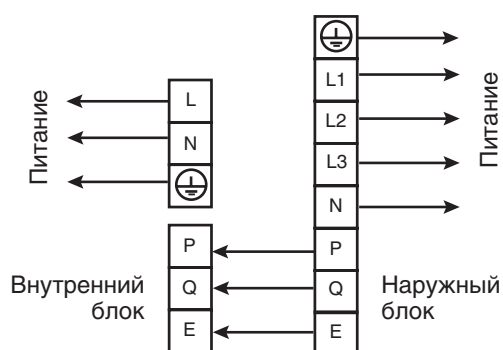 Питание
L
N
P
Q
E
Внутренний
блок
L1
L2
L3
N
P
Q
E
Питание
Наружный
блок